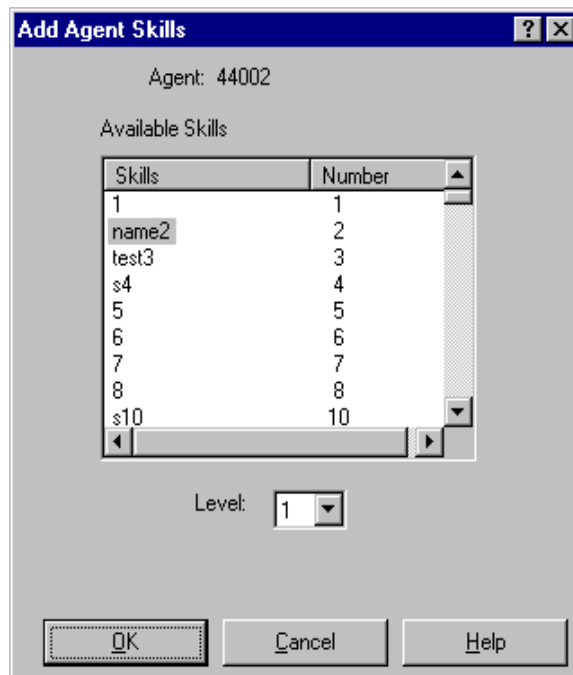 Add Agent Skills
Agent: 44002
Available Skills
Skills Number
1 1
name2 2
test3 3
s4 4
5 5
6 6
7 7
8 8
s10 10
Level: 1
OK Cancel Help